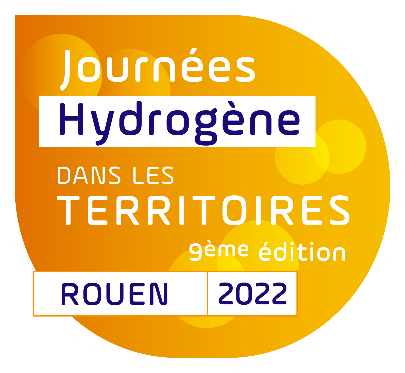 Journées
Hydrogène
DANS LES
TERRITOIRES
9ème édition
ROUEN 2022